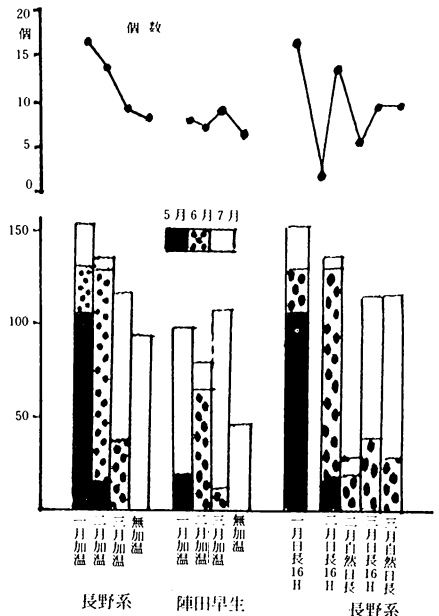 20
個
15
10
5
0
個数
5月 6月 7月
150
100
50
一月加温
二月加温
三月加温
無加温
長野系
一月加温
二月加温
三月加温
無加温
陣田早生
一月日長16H
二月日長16H
二月自然日長
三月日長16H
三月自然日長
長野系